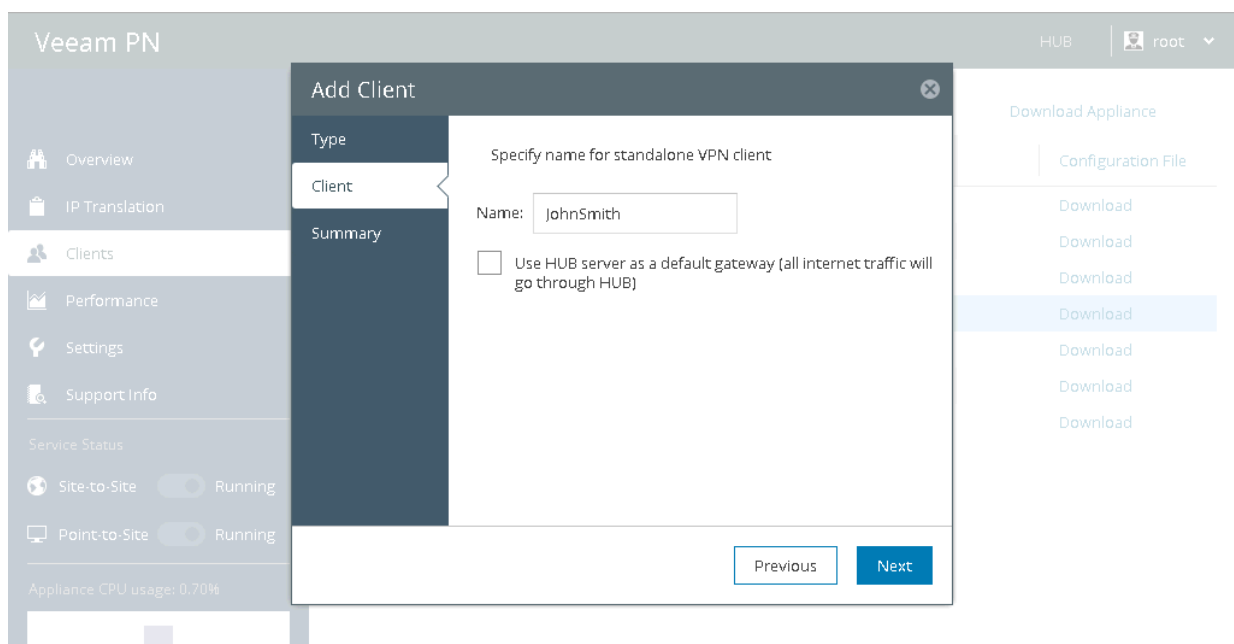 Veeam PN
HUB
root
Add Client
Download Appliance
Type
Specify name for standalone VPN client
Overview
Configuration File
Client
IP Translation
Download
Name: JohnSmith
Summary
Download
Clients
Use HUB server as a default gateway (all internet traffic will
go through HUB)
Download
Performance
Download
Settings
Download
Support Info
Download
Download
Service Status
Site-to-Site Running
Point-to-Site Running
Previous
Next
Appliance CPU usage: 0.70%